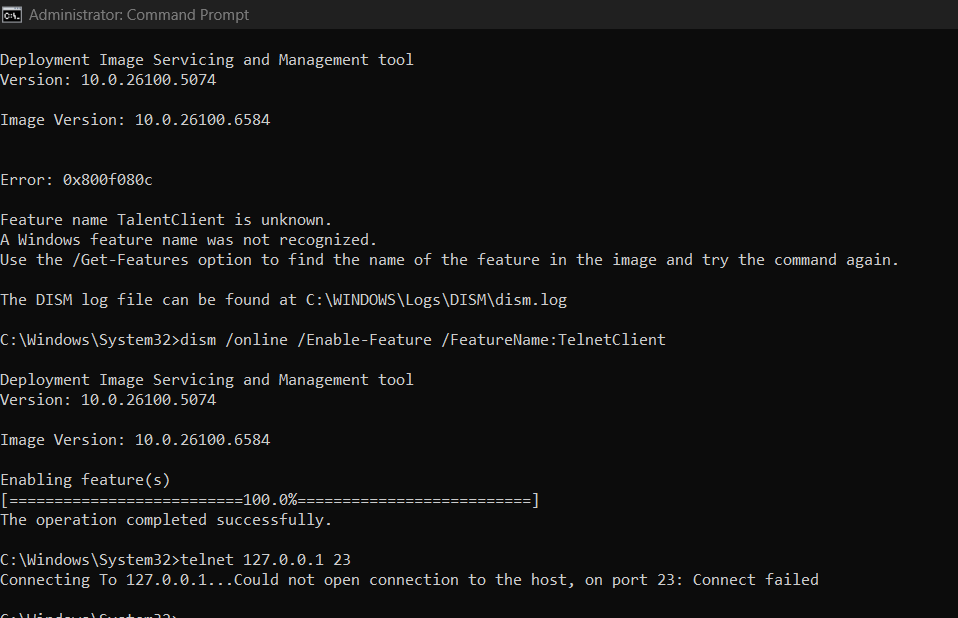 Administrator: Command Prompt
Deployment Image Servicing and Management tool
Version: 10.0.26100.5074
Image Version: 10.0.26100.6584
Error: 0x800f080c
Feature name TalentClient is unknown.
A Windows feature name was not recognized.
Use the /Get-Features option to find the name of the feature in the image and try the command again.
The DISM log file can be found at C:\WINDOWS\Logs\DISM\dism.log
C:\Windows\System32>dism /online /Enable-Feature /FeatureName:TelnetClient
Deployment Image Servicing and Management tool
Version: 10.0.26100.5074
Image Version: 10.0.26100.6584
Enabling feature(s)
[==========================100.0%==========================]
The operation completed successfully.
C:\Windows\System32>telnet 127.0.0.1 23
Connecting To 127.0.0.1...Could not open connection to the host, on port 23: Connect failed
C:\Windows\System32>